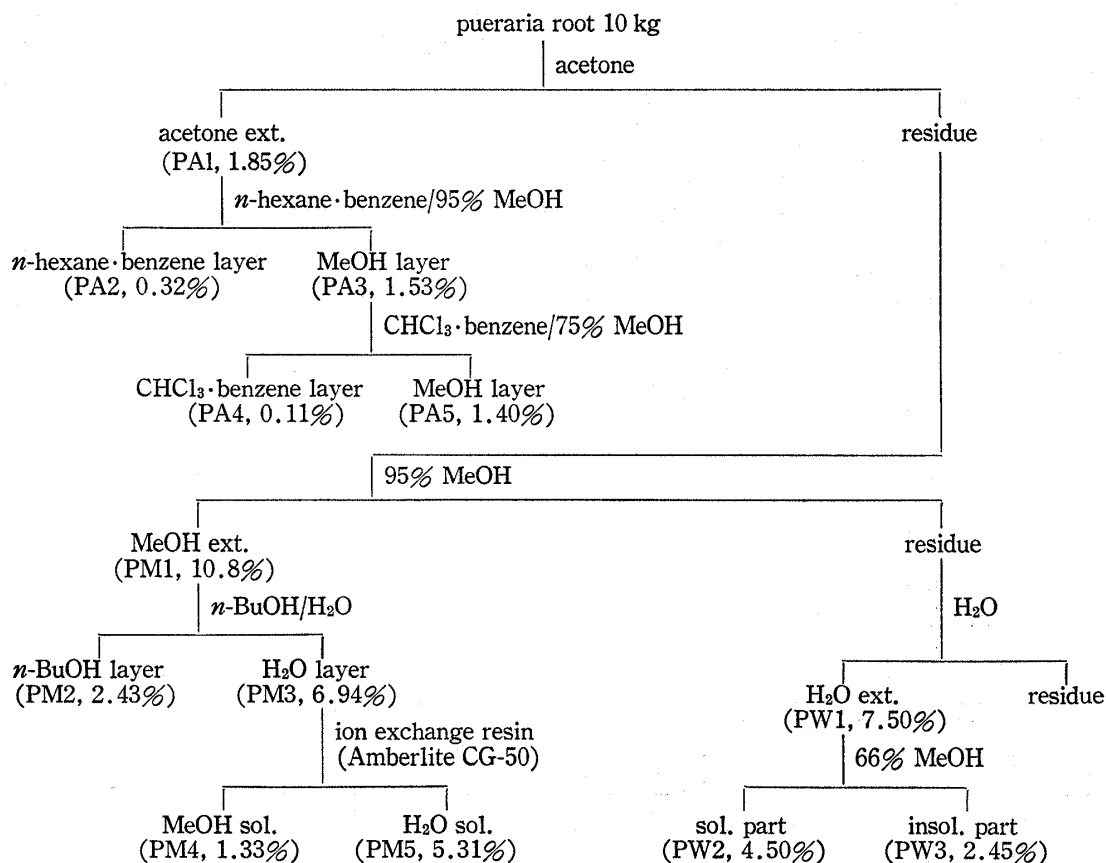 pueraria root 10 kg
acetone
acetone ext.
(PA1, 1.85%)
residue
n-hexane·benzene/95% MeOH
n-hexane·benzene layer
(PA2, 0.32%)
MeOH layer
(PA3, 1.53%)
CHCl₃·benzene/75% MeOH
CHCl₃·benzene layer
(PA4, 0.11%)
MeOH layer
(PA5, 1.40%)
95% MeOH
MeOH ext.
(PM1, 10.8%)
residue
n-BuOH/H₂O
H₂O
n-BuOH layer
(PM2, 2.43%)
H₂O layer
(PM3, 6.94%)
H₂O ext.
(PW1, 7.50%)
residue
ion exchange resin
(Amberlite CG-50)
66% MeOH
MeOH sol.
(PM4, 1.33%)
H₂O sol.
(PM5, 5.31%)
sol. part
(PW2, 4.50%)
insol. part
(PW3, 2.45%)